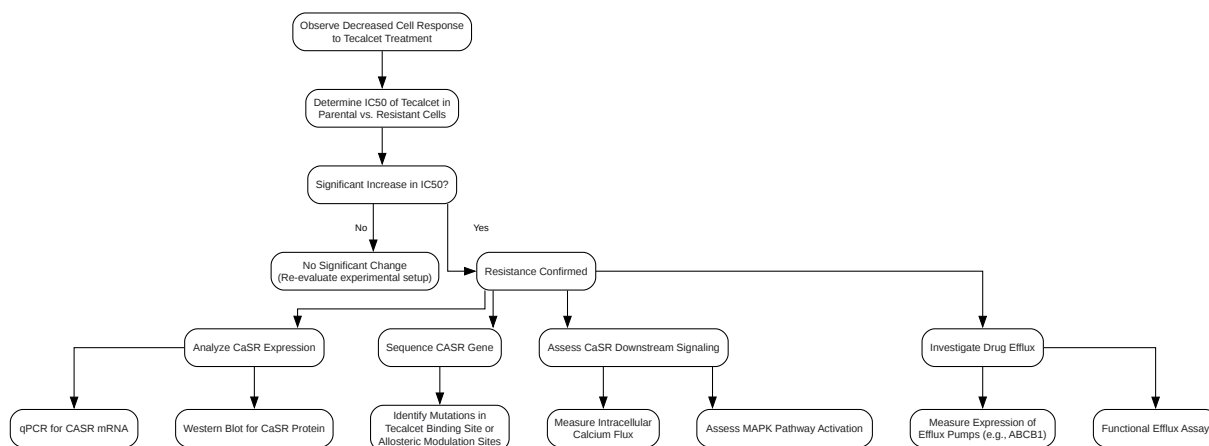 Observe Decreased Cell Response
to Tecalcet Treatment
Determine IC50 of Tecalcet in
Parental vs. Resistant Cells
Significant Increase in IC50?
No
Yes
No Significant Change
(Re-evaluate experimental setup)
Resistance Confirmed
Analyze CaSR Expression
Sequence CASR Gene
Assess CaSR Downstream Signaling
Investigate Drug Efflux
qPCR for CASR mRNA
Western Blot for CaSR Protein
Identify Mutations in
Tecalcet Binding Site or
Allosteric Modulation Sites
Measure Intracellular
Calcium Flux
Assess MAPK Pathway Activation
Measure Expression of
Efflux Pumps (e.g., ABCB1)
Functional Efflux Assay